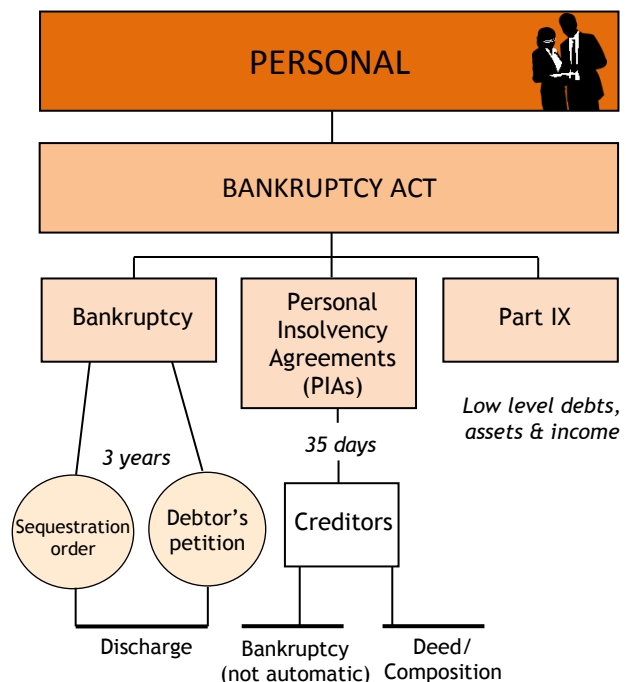 PERSONAL
BANKRUPTCY ACT
Bankruptcy
Personal
Insolvency
Agreements
(PIAs)
Part IX
Low level debts,
assets & income
3 years
35 days
Sequestration
order
Debtor's
petition
Creditors
Discharge
Bankruptcy
(not automatic)
Deed/
Composition